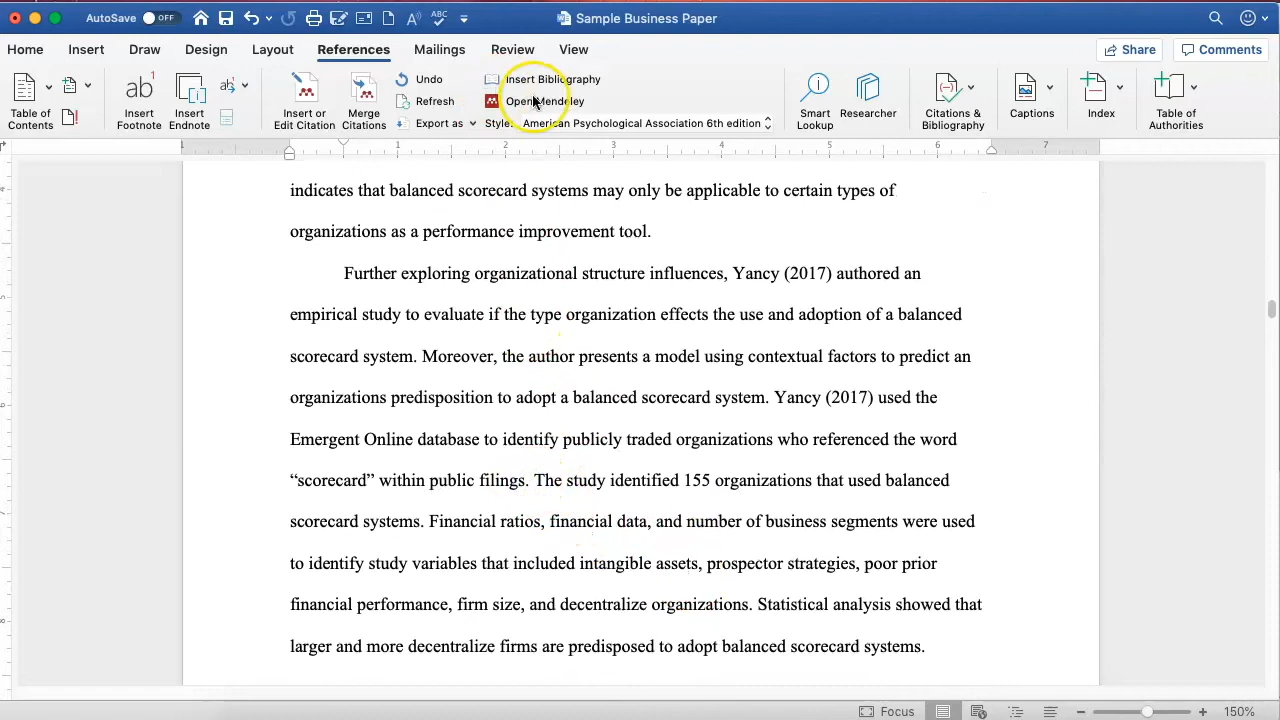 AutoSave OFF
Sample Business Paper
Home Insert Draw Design Layout References Mailings Review View Share Comments
Table of Contents
ab1 Insert Footnote
Insert Endnote
ab
Insert or Edit Citation
Merge Citations
Undo
Refresh
Export as
Insert Bibliography
Open Mendeley
Style: American Psychological Association 6th edition
Smart Lookup
Researcher
Citations & Bibliography
Captions
Index
Table of Authorities
1 1 2 3 4 5 6 7
indicates that balanced scorecard systems may only be applicable to certain types of
organizations as a performance improvement tool.
Further exploring organizational structure influences, Yancy (2017) authored an
empirical study to evaluate if the type organization effects the use and adoption of a balanced
scorecard system. Moreover, the author presents a model using contextual factors to predict an
organizations predisposition to adopt a balanced scorecard system. Yancy (2017) used the
Emergent Online database to identify publicly traded organizations who referenced the word
“scorecard” within public filings. The study identified 155 organizations that used balanced
scorecard systems. Financial ratios, financial data, and number of business segments were used
to identify study variables that included intangible assets, prospector strategies, poor prior
financial performance, firm size, and decentralize organizations. Statistical analysis showed that
larger and more decentralize firms are predisposed to adopt balanced scorecard systems.
Focus 150%